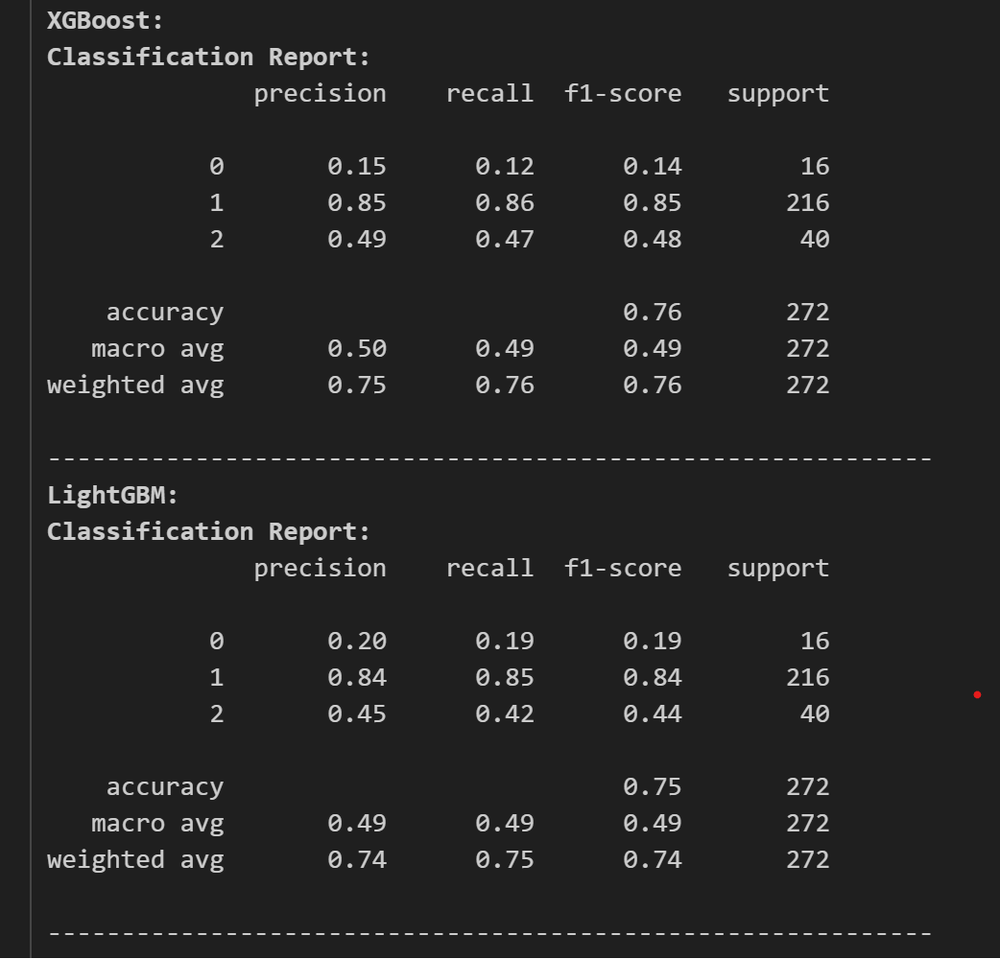 XGBoost:
Classification Report:
precision recall f1-score support
0 0.15 0.12 0.14 16
1 0.85 0.86 0.85 216
2 0.49 0.47 0.48 40
accuracy 0.76 272
macro avg 0.50 0.49 0.49 272
weighted avg 0.75 0.76 0.76 272
------------------------------------------------------------
LightGBM:
Classification Report:
precision recall f1-score support
0 0.20 0.19 0.19 16
1 0.84 0.85 0.84 216
2 0.45 0.42 0.44 40
accuracy 0.75 272
macro avg 0.49 0.49 0.49 272
weighted avg 0.74 0.75 0.74 272
------------------------------------------------------------